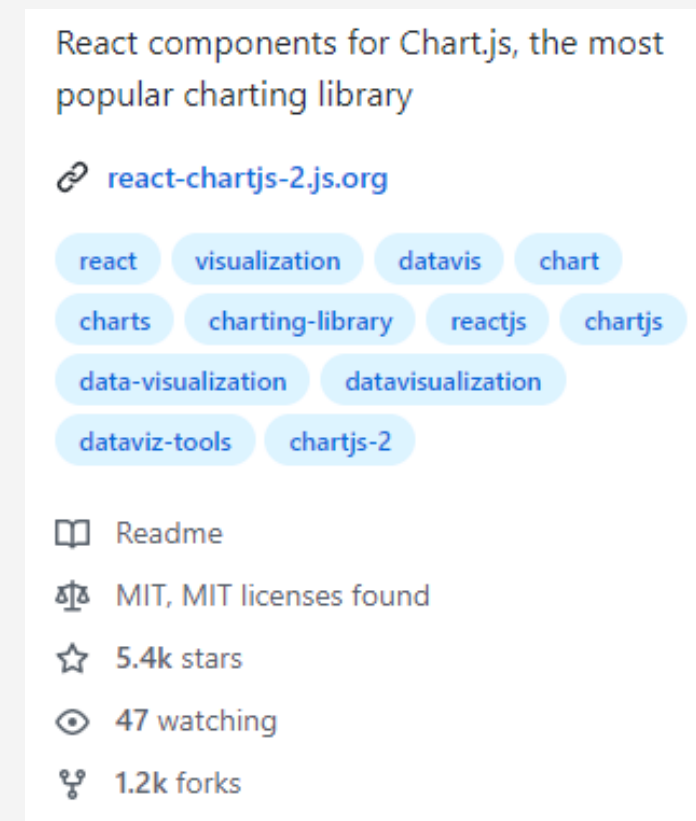 React components for Chart.js, the most
popular charting library
react-chartjs-2.js.org
react visualization datavis chart
charts charting-library reactjs chartjs
data-visualization datavisualization
dataviz-tools chartjs-2
Readme
MIT, MIT licenses found
5.4k stars
47 watching
1.2k forks